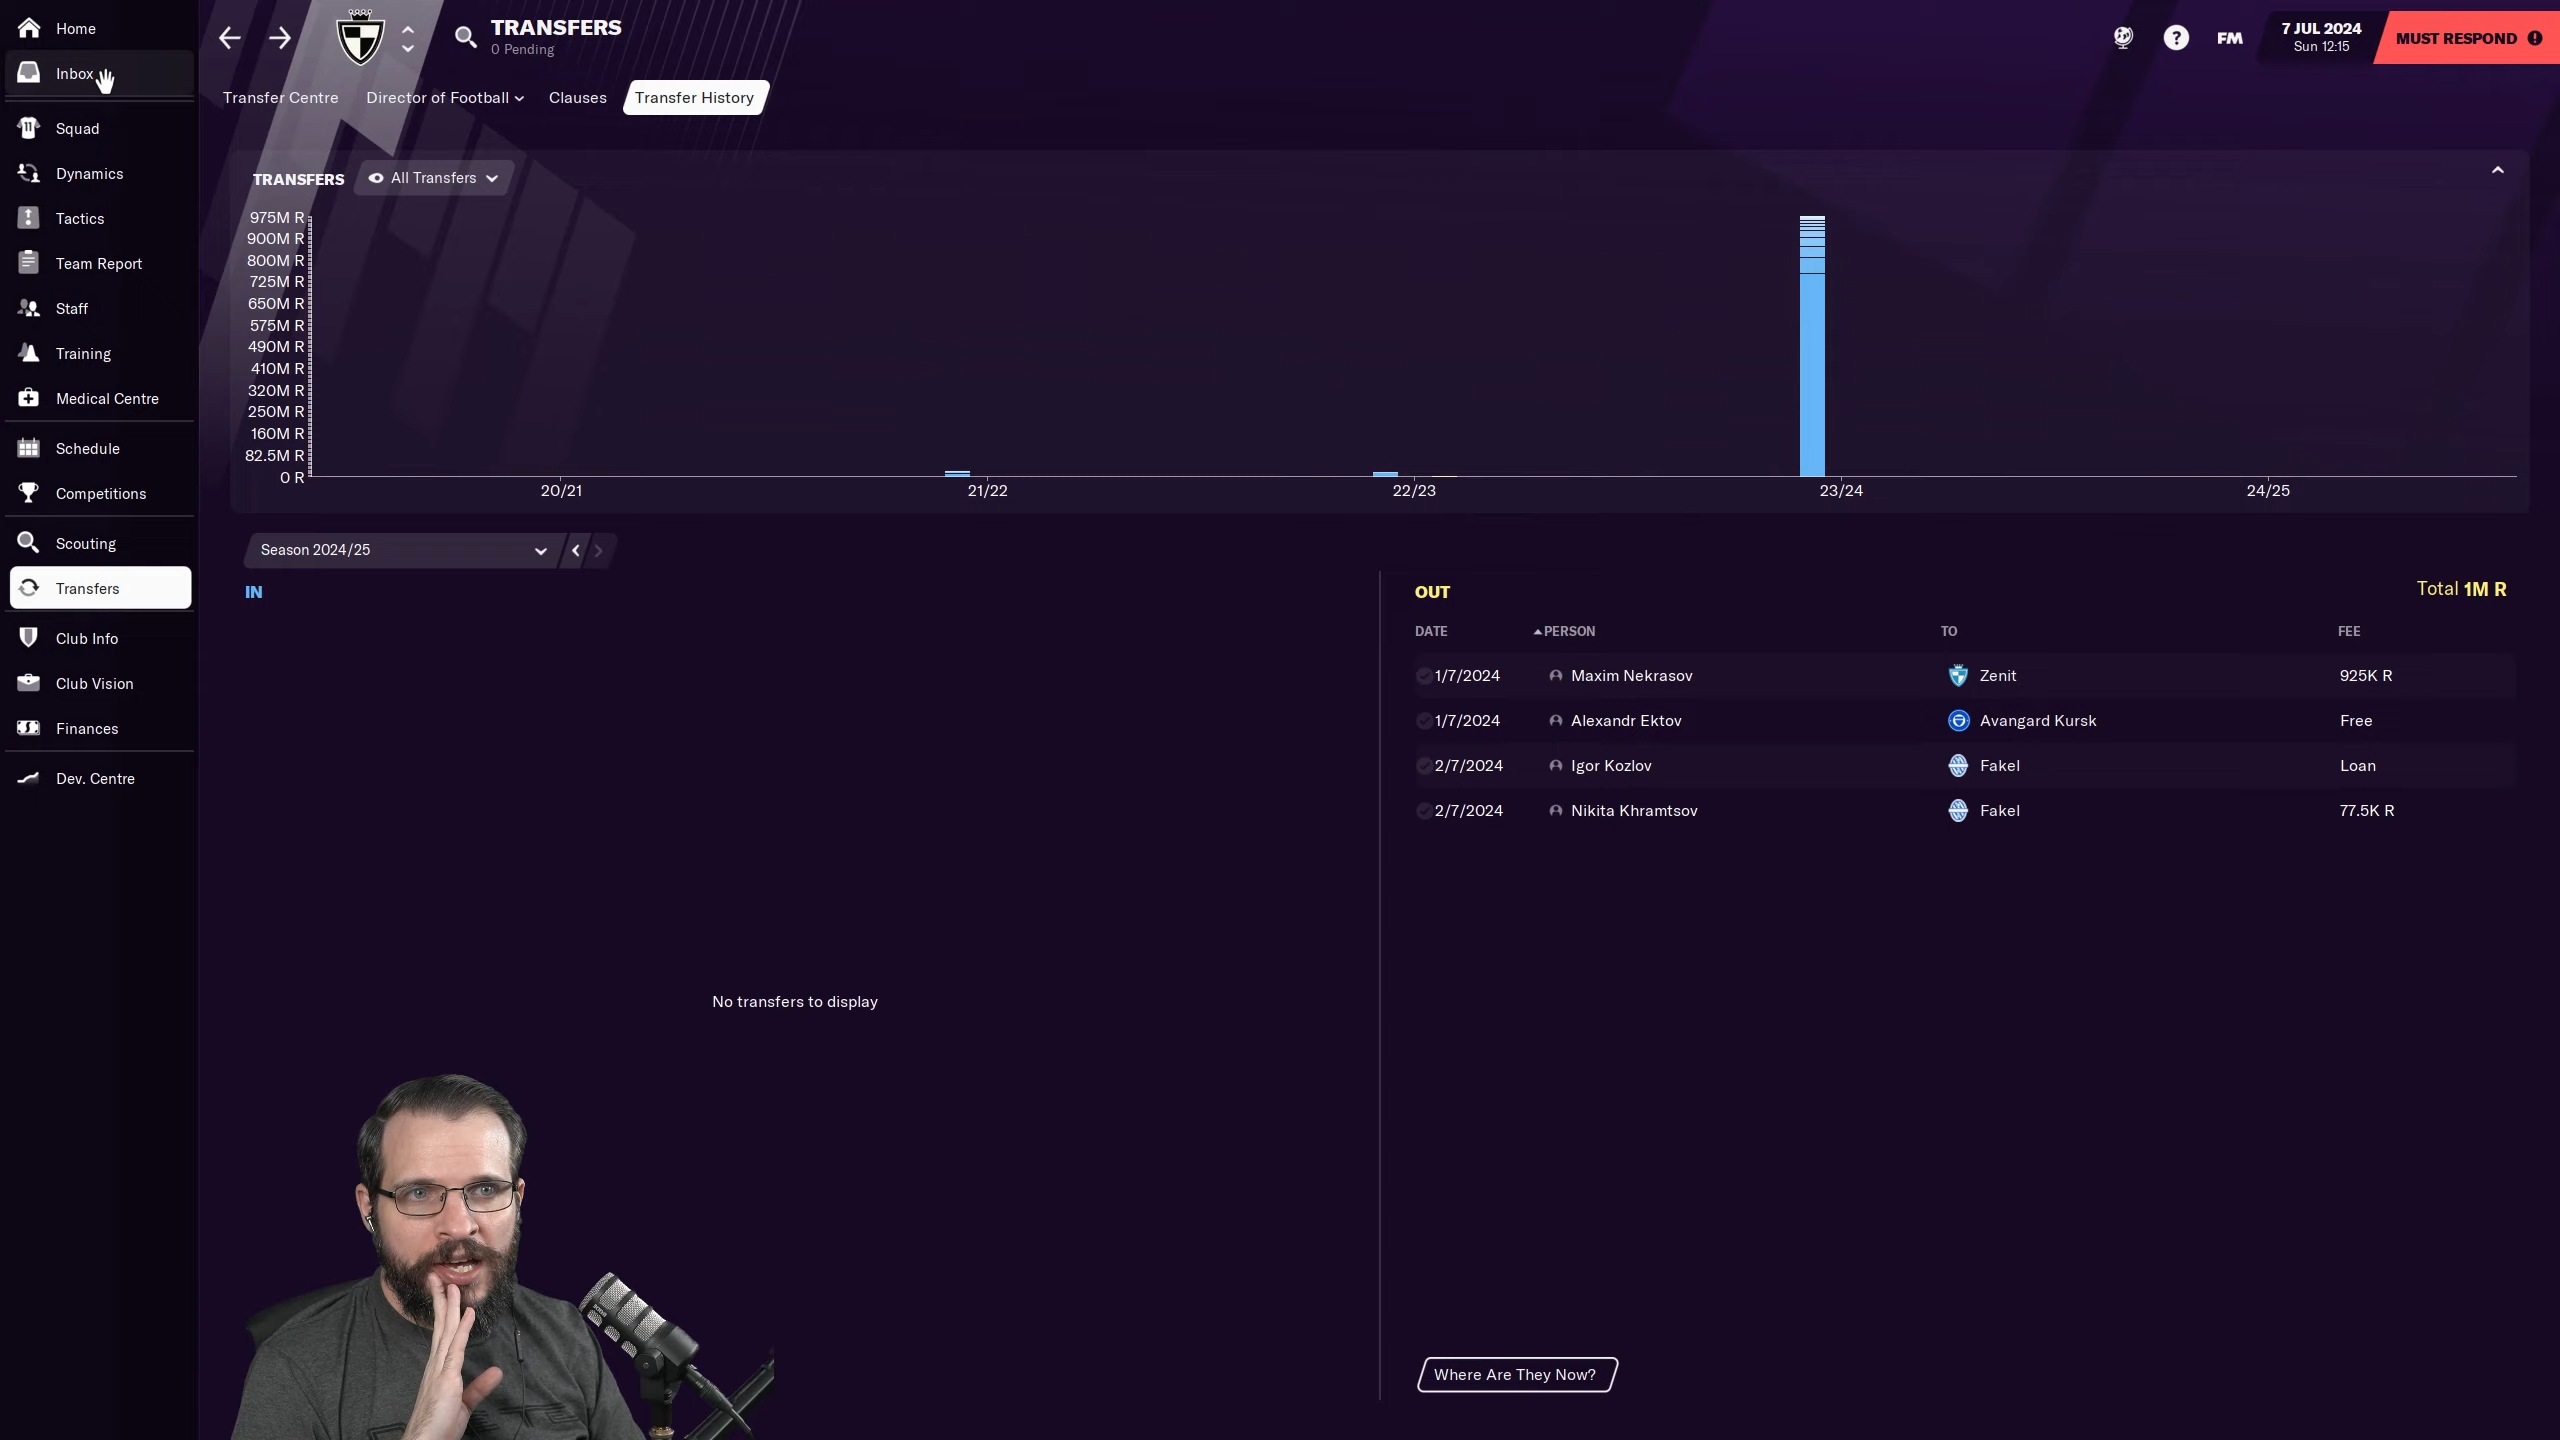 Home
TRANSFERS
0 Pending
FM
7 JUL 2024
Sun 12:15
MUST RESPOND
Inbox
Transfer Centre
Director of Football
Clauses
Transfer History
Squad
Dynamics
Tactics
Team Report
Staff
Training
Medical Centre
Schedule
Competitions
Scouting
Transfers
Club Info
Club Vision
Finances
Dev. Centre
TRANSFERS
All Transfers
975M R
900M R
800M R
725M R
650M R
575M R
490M R
410M R
320M R
250M R
160M R
82.5M R
0 R
20/21
21/22
22/23
23/24
24/25
Season 2024/25
IN
No transfers to display
OUT
Total 1M R
DATE PERSON TO FEE
1/7/2024 Maxim Nekrasov Zenit 925K R
1/7/2024 Alexandr Ektov Avangard Kursk Free
2/7/2024 Igor Kozlov Fakel Loan
2/7/2024 Nikita Khramtsov Fakel 77.5K R
Where Are They Now?